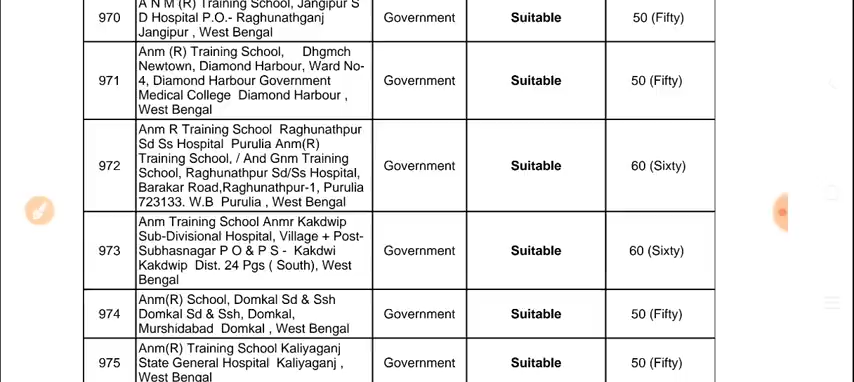 A N M (R) Training School, Jangipur S
970 D Hospital P.O.- Raghunathganj Government Suitable 50 (Fifty)
Jangipur , West Bengal
Anm (R) Training School, Dhgmch
Newtown, Diamond Harbour, Ward No-
971 4, Diamond Harbour Government Government Suitable 50 (Fifty)
Medical College Diamond Harbour ,
West Bengal
Anm R Training School Raghunathpur
Sd Ss Hospital Purulia Anm(R)
972 Training School, / And Gnm Training Government Suitable 60 (Sixty)
School, Raghunathpur Sd/Ss Hospital,
Barakar Road,Raghunathpur-1, Purulia
723133. W.B Purulia , West Bengal
Anm Training School Anmr Kakdwip
Sub-Divisional Hospital, Village + Post-
973 Subhasnagar P O & P S - Kakdwi Government Suitable 60 (Sixty)
Kakdwip Dist. 24 Pgs ( South), West
Bengal
Anm(R) School, Domkal Sd & Ssh
974 Domkal Sd & Ssh, Domkal, Government Suitable 50 (Fifty)
Murshidabad Domkal , West Bengal
Anm(R) Training School Kaliyaganj
975 State General Hospital Kaliyaganj , Government Suitable 50 (Fifty)
West Bengal